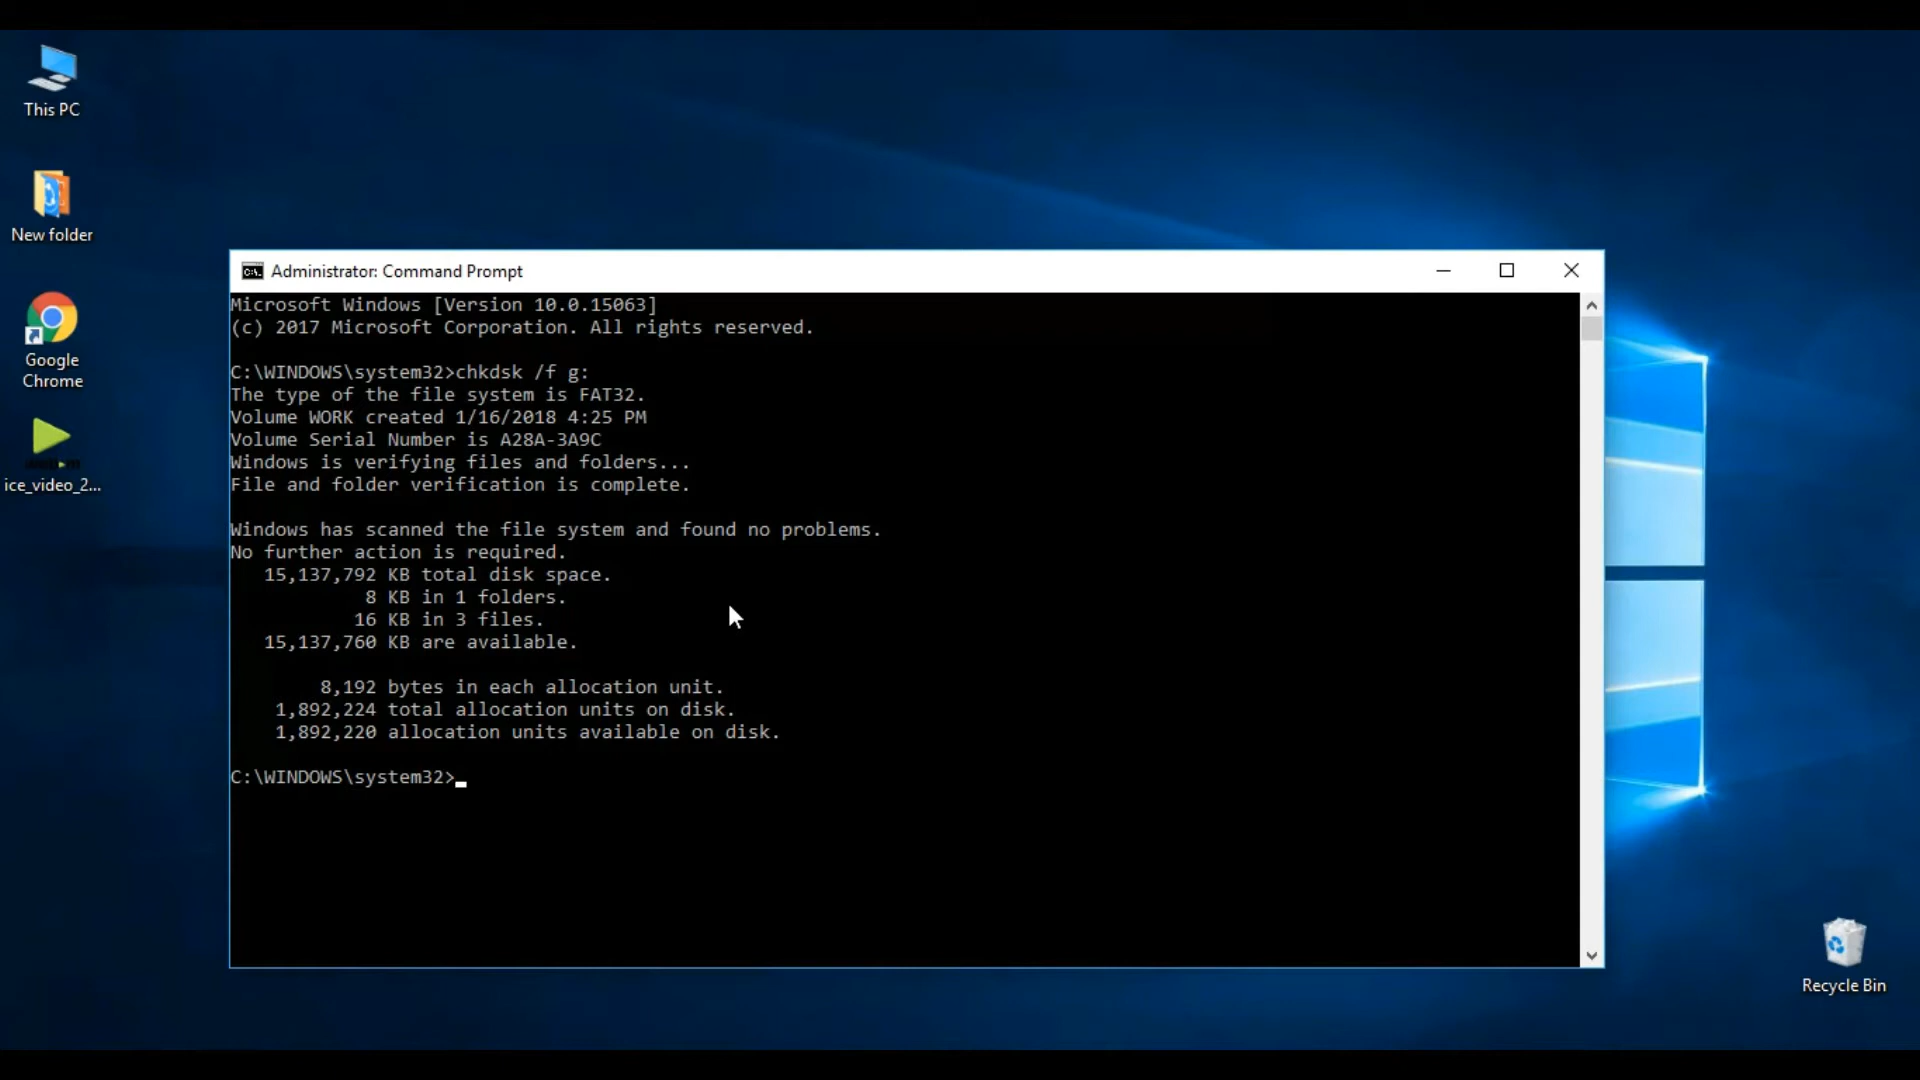 This PC
New folder
Google
Chrome
ice_video_2...
Administrator: Command Prompt
Microsoft Windows [Version 10.0.15063]
(c) 2017 Microsoft Corporation. All rights reserved.
C:\WINDOWS\system32>chkdsk /f g:
The type of the file system is FAT32.
Volume WORK created 1/16/2018 4:25 PM
Volume Serial Number is A28A-3A9C
Windows is verifying files and folders...
File and folder verification is complete.
Windows has scanned the file system and found no problems.
No further action is required.
15,137,792 KB total disk space.
8 KB in 1 folders.
16 KB in 3 files.
15,137,760 KB are available.
8,192 bytes in each allocation unit.
1,892,224 total allocation units on disk.
1,892,220 allocation units available on disk.
C:\WINDOWS\system32>
Recycle Bin